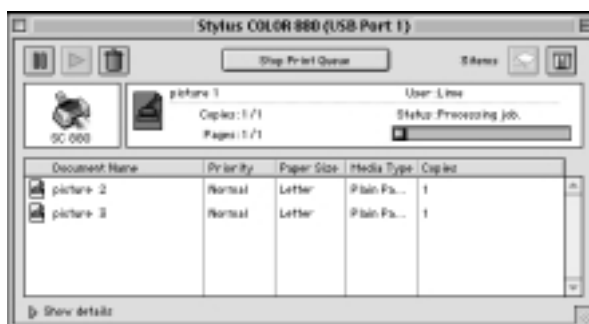 Stylus COLOR 880 (USB Port 1)
Stop Print Queue
3 items
picture 1
User:Lime
Copies:1/1
Status:Processing job.
Pages:1/1
SC 880
Document Name Priority Paper Size Media Type Copies
picture 2 Normal Letter Plain Pa... 1
picture 3 Normal Letter Plain Pa... 1
Show details